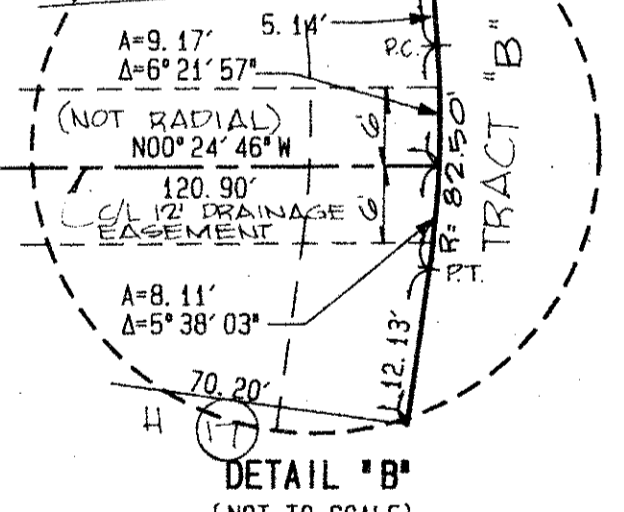 5.14'
A=9.17'
P.C.
Δ=6°21'57"
TRACT "B"
(NOT RADIAL)
6'
N00°24'46"W
R=82.50'
120.90'
C/L 12' DRAINAGE
EASEMENT
6'
P.T.
A=8.11'
Δ=5°38'03"
12.13'
70.20'
H
17
DETAIL "B"
(NOT TO SCALE)